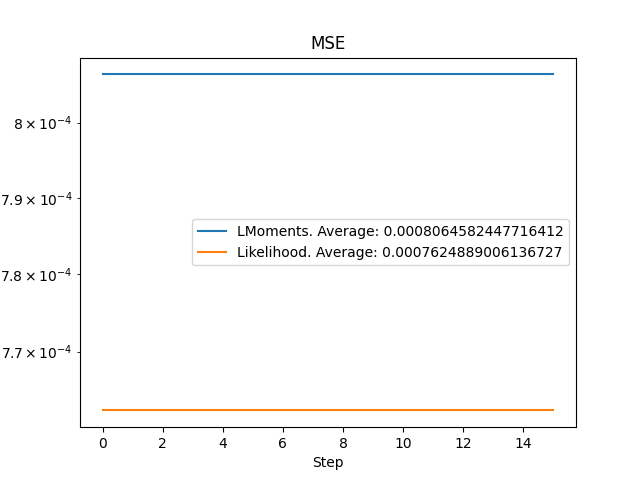 MSE
8 × 10⁻⁴
7.9 × 10⁻⁴
7.8 × 10⁻⁴
7.7 × 10⁻⁴
LMoments. Average: 0.0008064582447716412
Likelihood. Average: 0.0007624889006136727
0 2 4 6 8 10 12 14
Step